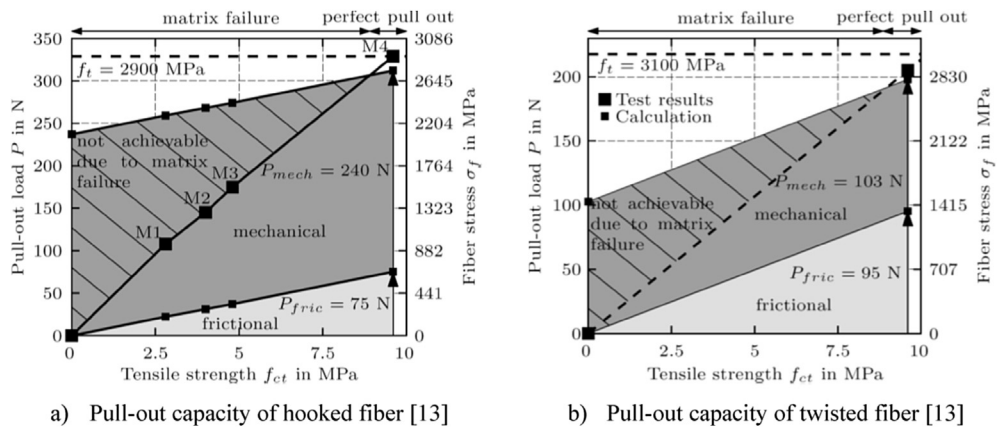 matrix failure
perfect pull out
350
300
250
200
150
100
50
0
3086
2645
2204
1764
1323
882
441
0
M4
f_t = 2900 MPa
not achievable
due to matrix
failure
P_mech = 240 N
M3
M2
M1
mechanical
P_fric = 75 N
frictional
0
2.5
5
7.5
10
Pull-out load P in N
Fiber stress σ_f in MPa
Tensile strength f_ct in MPa
a) Pull-out capacity of hooked fiber [13]
matrix failure
perfect pull out
200
150
100
50
0
2830
2122
1415
707
0
f_t = 3100 MPa
Test results
Calculation
P_mech = 103 N
not achievable
due to matrix
failure
mechanical
P_fric = 95 N
frictional
0
2.5
5
7.5
10
Pull-out load P in N
Fiber stress σ_f in MPa
Tensile strength f_ct in MPa
b) Pull-out capacity of twisted fiber [13]